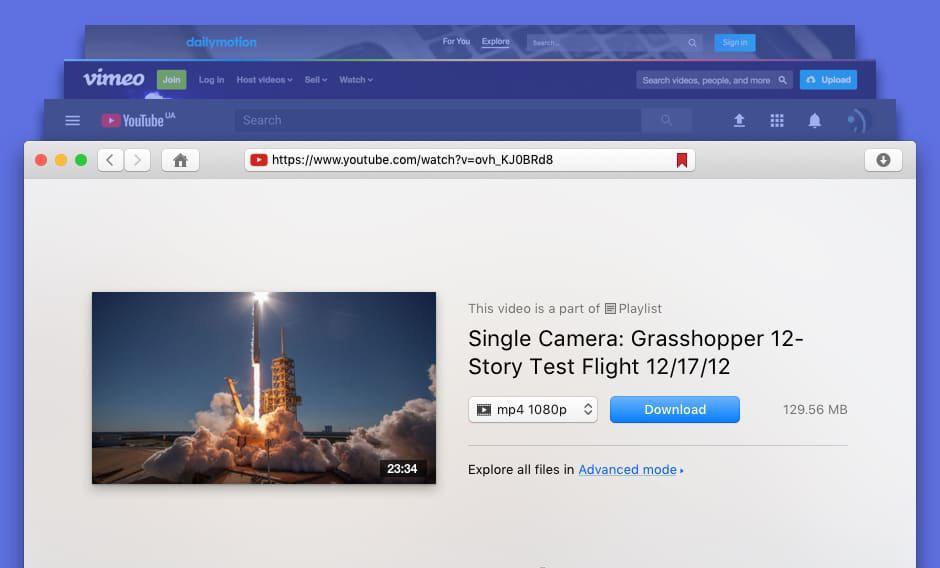 dailymotion For You Explore Search... Sign in
vimeo Join Log in Host videos Sell Watch Search videos, people, and more Upload
YouTube UA Search
https://www.youtube.com/watch?v=ovh_KJ0BRd8
This video is a part of Playlist
Single Camera: Grasshopper 12-
Story Test Flight 12/17/12
mp4 1080p Download 129.56 MB
23:34
Explore all files in Advanced mode